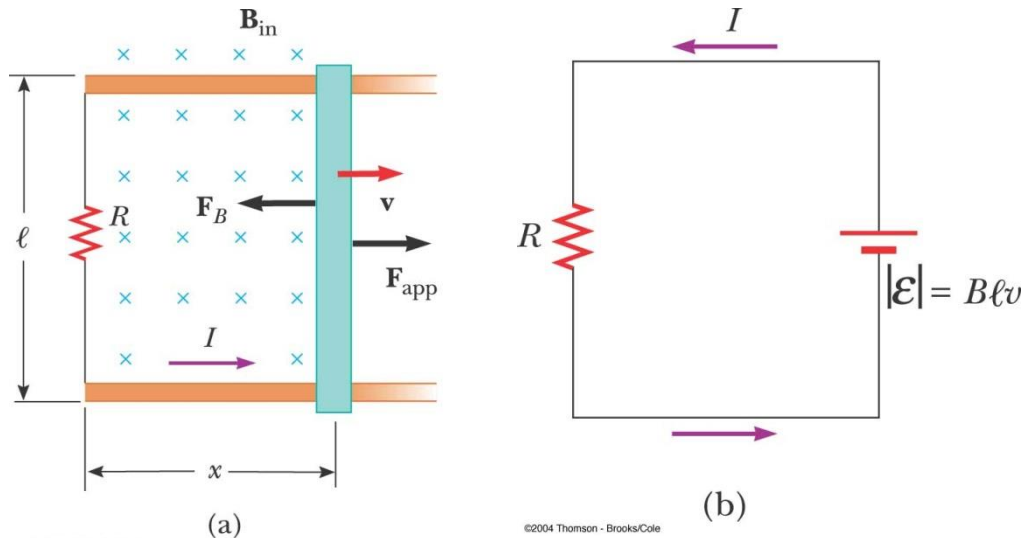 B_in
ℓ
R
F_B
v
F_app
I
x
(a)
I
R
|ε| = Bℓv
I
(b)
©2004 Thomson - Brooks/Cole